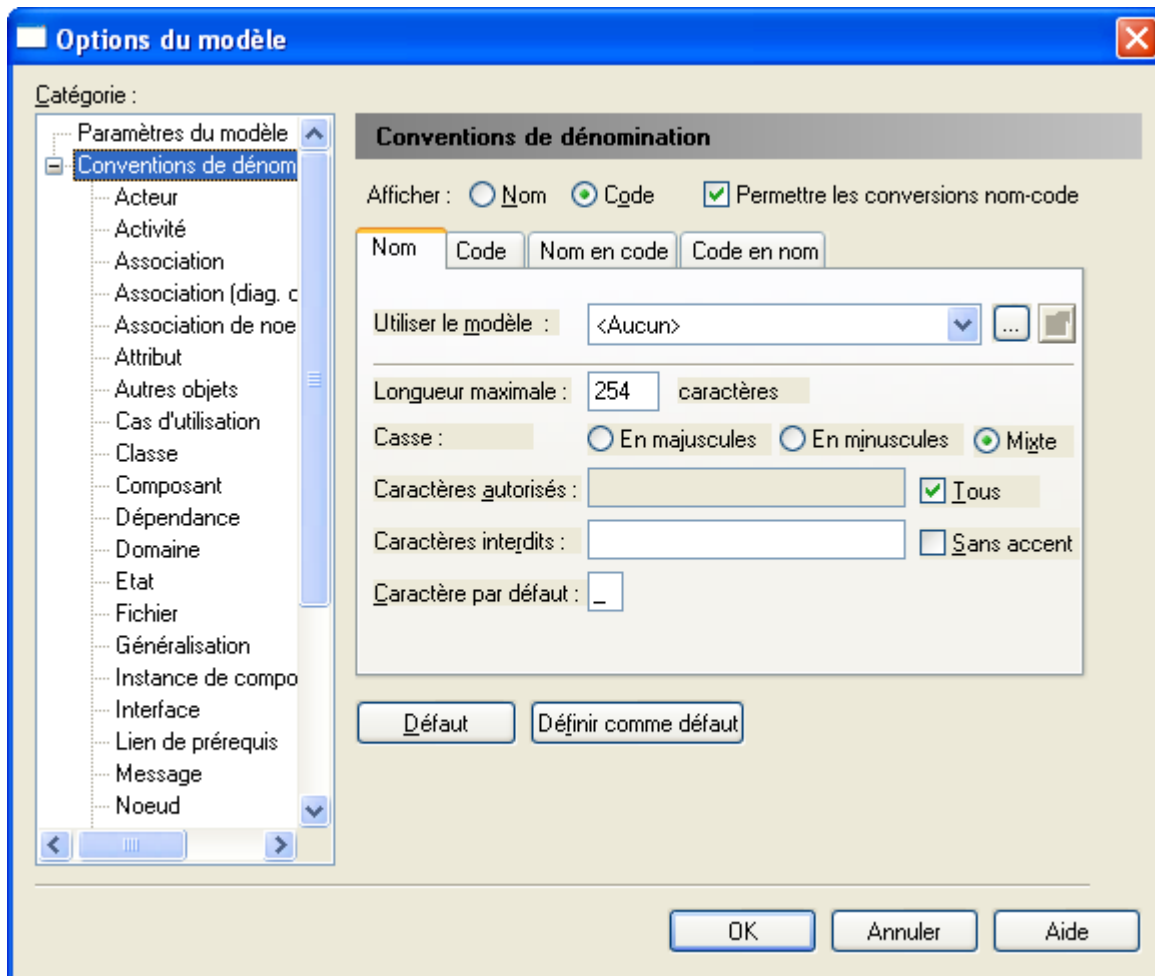 Options du modèle
Catégorie :
Paramètres du modèle
Conventions de dénom
Acteur
Activité
Association
Association (diag. c
Association de noe
Attribut
Autres objets
Cas d'utilisation
Classe
Composant
Dépendance
Domaine
Etat
Fichier
Généralisation
Instance de compo
Interface
Lien de prérequis
Message
Noeud
Conventions de dénomination
Afficher : Nom Code Permettre les conversions nom-code
Nom Code Nom en code Code en nom
Utiliser le modèle : <Aucun> ...
Longueur maximale : 254 caractères
Casse : En majuscules En minuscules Mixte
Caractères autorisés : Tous
Caractères interdits : Sans accent
Caractère par défaut : _
Défaut Définir comme défaut
OK Annuler Aide